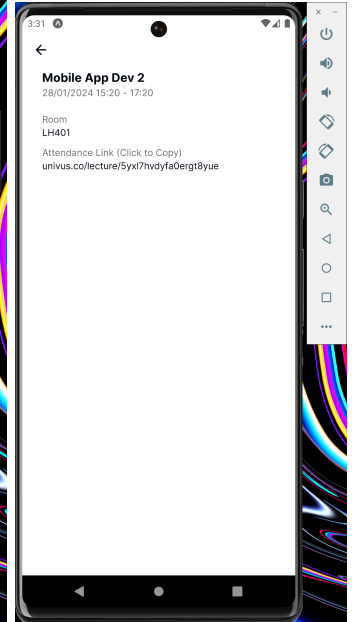 3:31
Mobile App Dev 2
28/01/2024 15:20 - 17:20
Room
LH401
Attendance Link (Click to Copy)
univus.co/lecture/5yxl7hvdyfa0ergt8yue